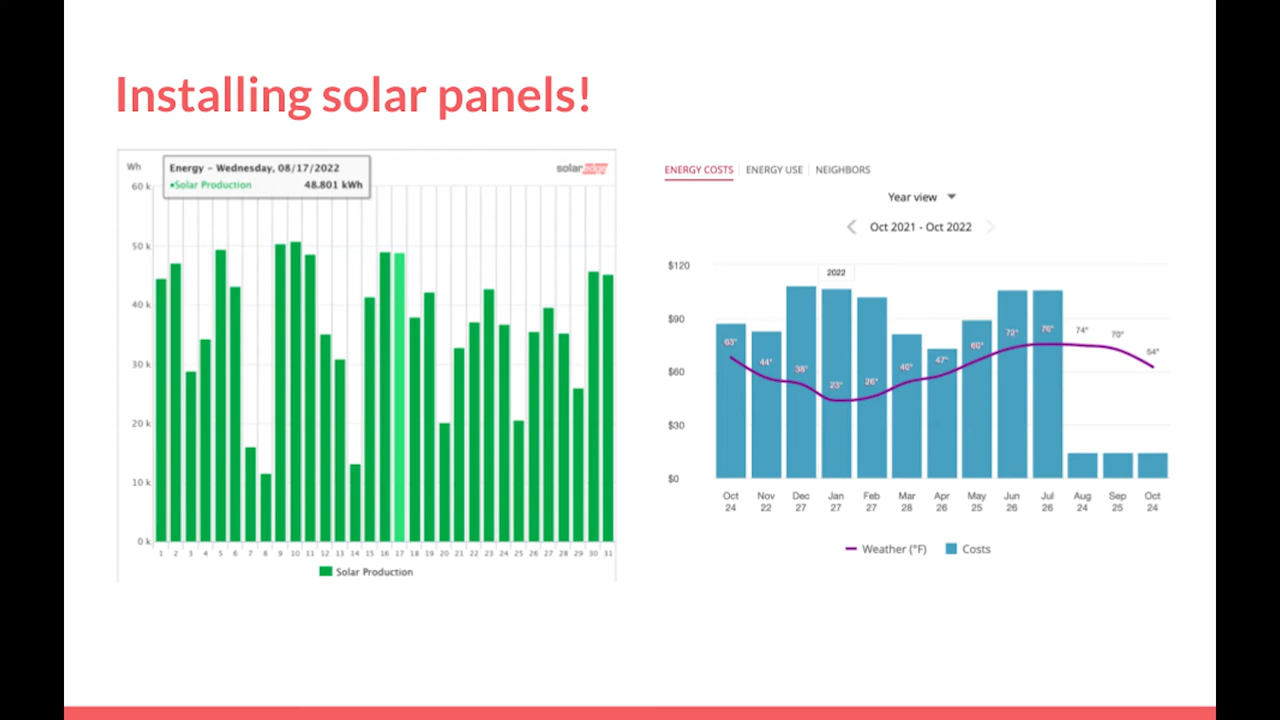 Installing solar panels!
Wh
Energy – Wednesday, 08/17/2022
▪Solar Production 48.801 kWh
solaredge
60 k
50 k
40 k
30 k
20 k
10 k
0 k
1 2 3 4 5 6 7 8 9 10 11 12 13 14 15 16 17 18 19 20 21 22 23 24 25 26 27 28 29 30 31
Solar Production
ENERGY COSTS | ENERGY USE | NEIGHBORS
Year view
Oct 2021 - Oct 2022
$120
2022
$90
$60
$30
$0
63° 44° 38° 23° 26° 40° 47° 60° 72° 76° 74° 70° 54°
Oct Nov Dec Jan Feb Mar Apr May Jun Jul Aug Sep Oct
24 22 27 27 27 28 26 25 26 26 24 25 24
Weather (°F) Costs